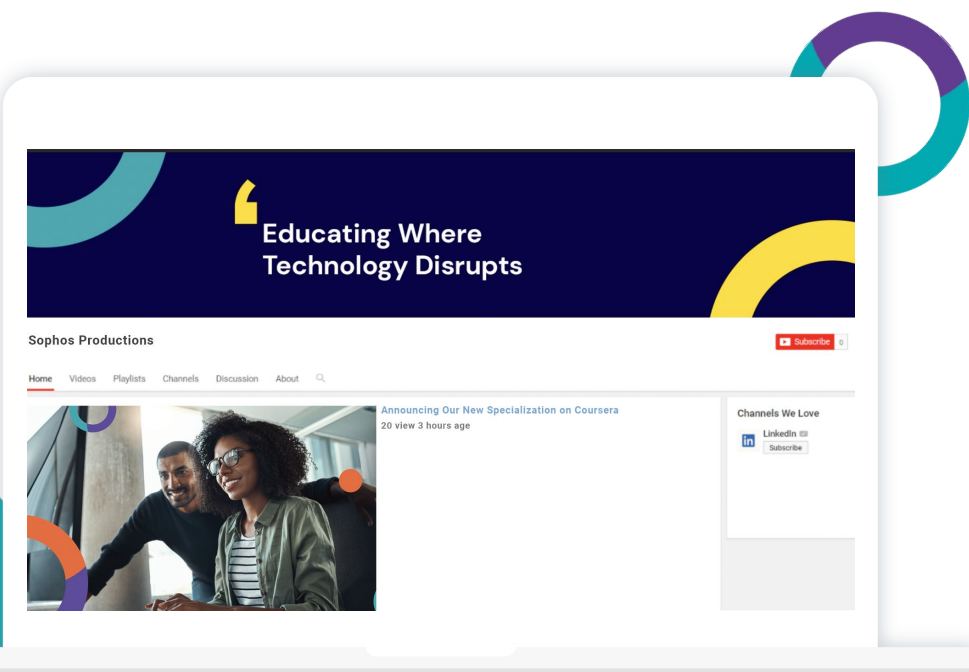 Educating Where
Technology Disrupts
Sophos Productions
Subscribe 0
Home Videos Playlists Channels Discussion About
Announcing Our New Specialization on Coursera
20 view 3 hours ago
Channels We Love
in
LinkedIn
Subscribe